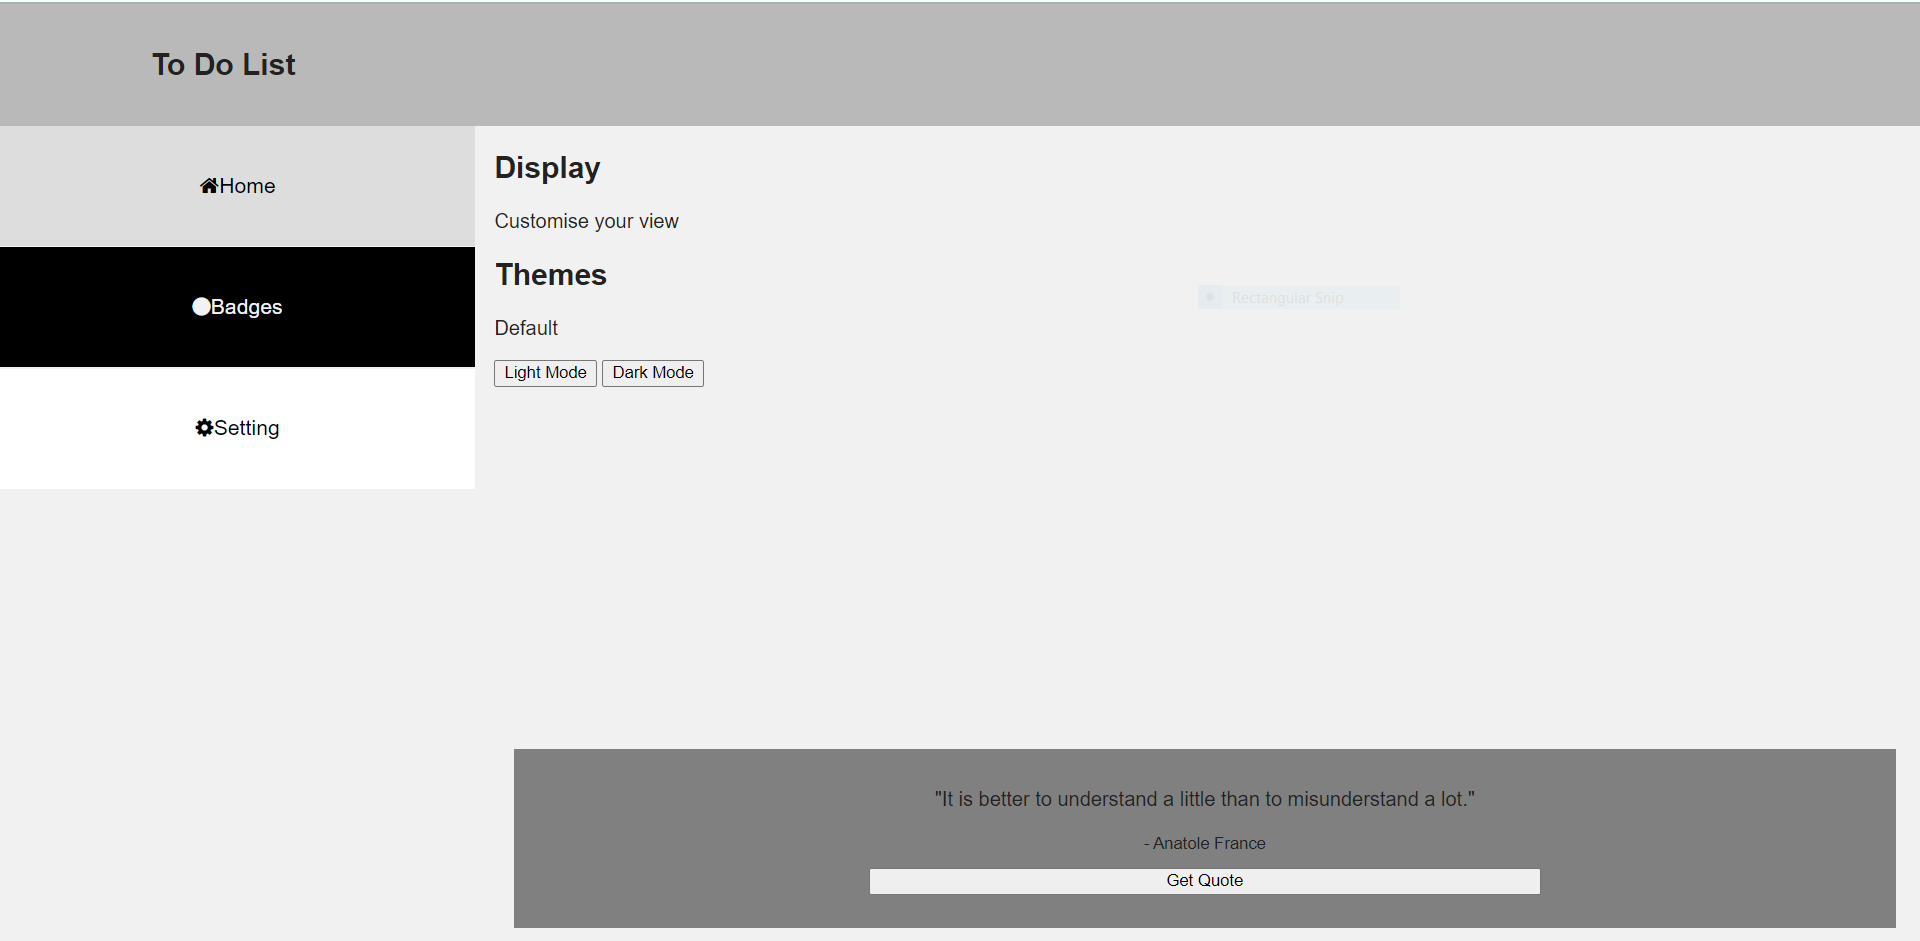 To Do List
Home
Badges
Setting
Display
Customise your view
Themes
Rectangular Snip
Default
Light Mode Dark Mode
"It is better to understand a little than to misunderstand a lot."
- Anatole France
Get Quote